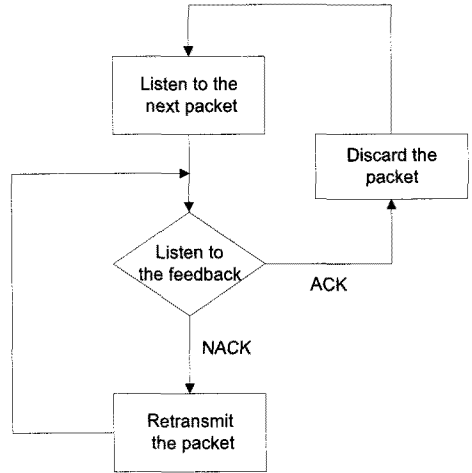 Listen to the
next packet
Discard the
packet
Listen to
the feedback
ACK
NACK
Retransmit
the packet